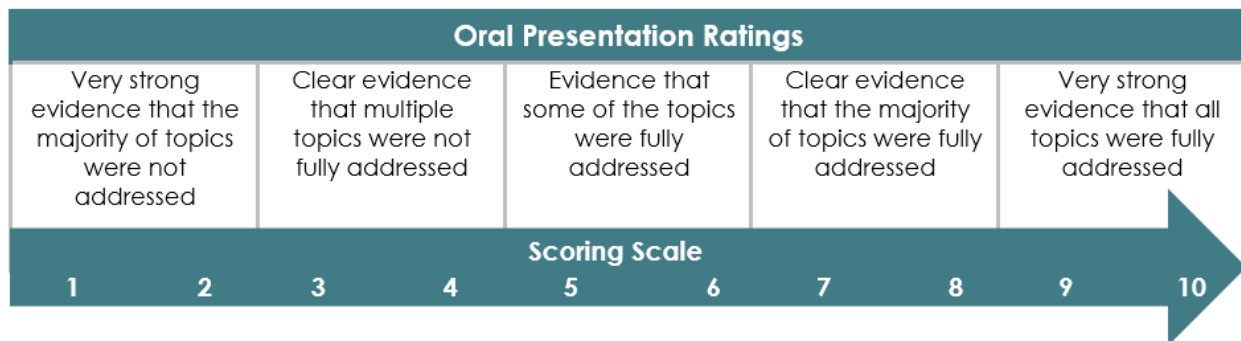 Oral Presentation Ratings
Very strong
evidence that the
majority of topics
were not
addressed
Clear evidence
that multiple
topics were not
fully addressed
Evidence that
some of the topics
were fully
addressed
Clear evidence
that the majority
of topics were fully
addressed
Very strong
evidence that all
topics were fully
addressed
Scoring Scale
1 2 3 4 5 6 7 8 9 10